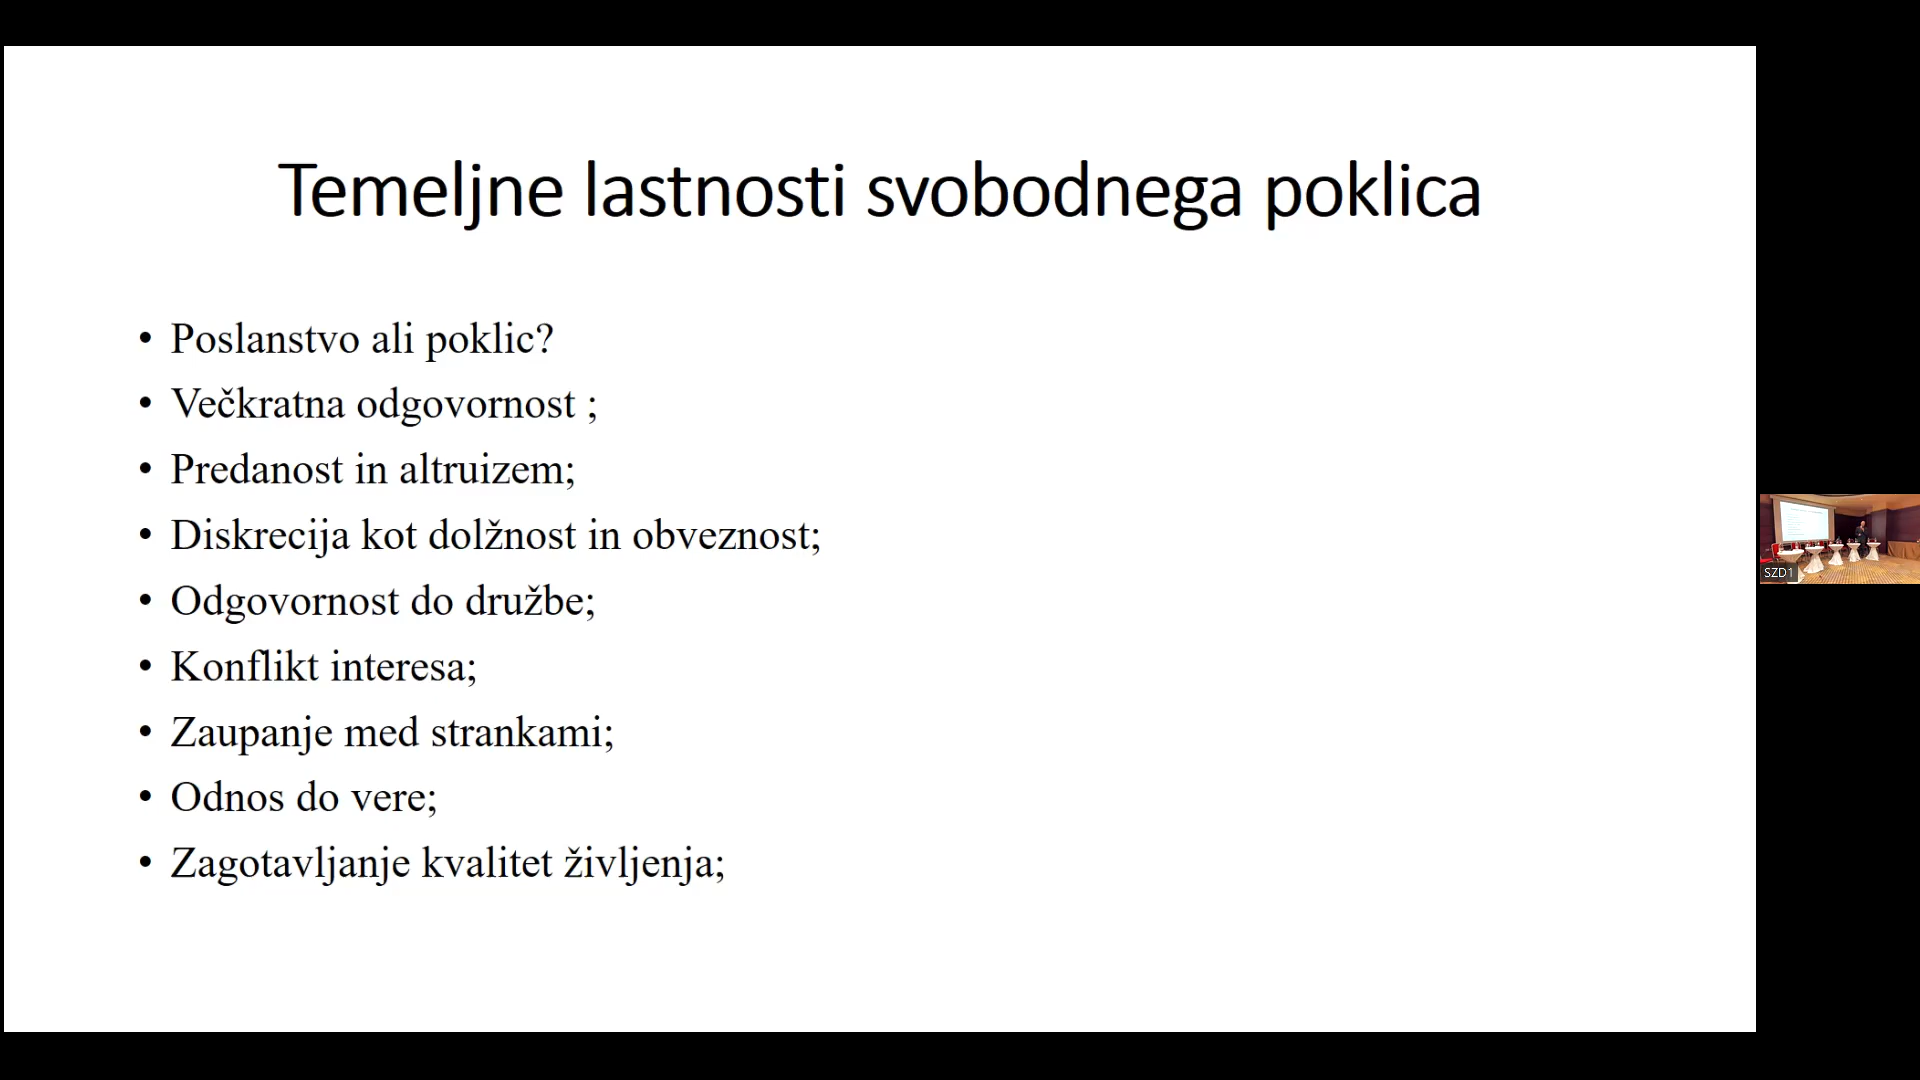 Temeljne lastnosti svobodnega poklica
• Poslanstvo ali poklic?
• Večkratna odgovornost ;
• Predanost in altruizem;
• Diskrecija kot dolžnost in obveznost;
• Odgovornost do družbe;
• Konflikt interesa;
• Zaupanje med strankami;
• Odnos do vere;
• Zagotavljanje kvalitet življenja;
SZD1